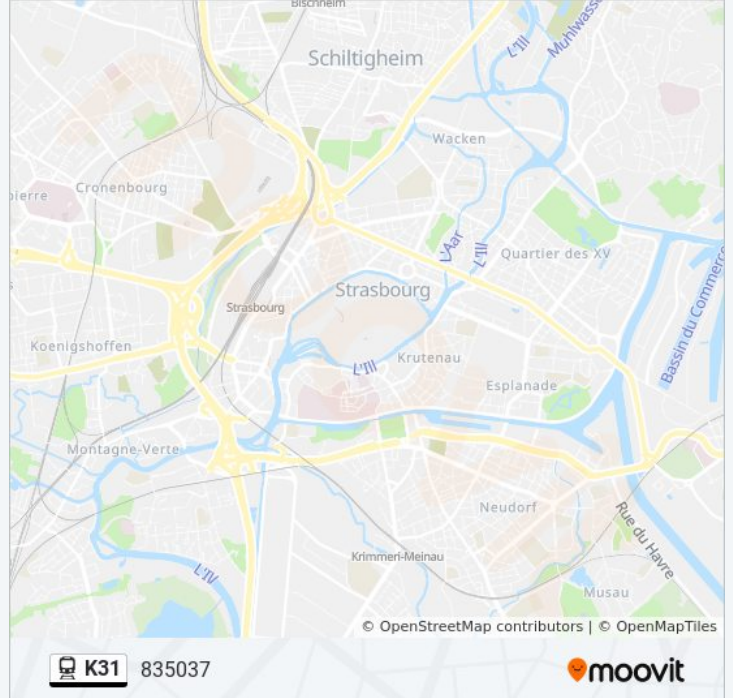 Bischheim
L'Ill
Muhlwasse
Schiltigheim
Wacken
pierre
Cronenbourg
L'Aar
L'Ill
Quartier des XV
Strasbourg
Strasbourg
Bassin du Commerce
Koenigshoffen
L'Ill
Krutenau
Esplanade
Montagne-Verte
Neudorf
Rue du Havre
Krimmeri-Meinau
L'Ill
Musau
© OpenStreetMap contributors | © OpenMapTiles
K31 835037
moovit